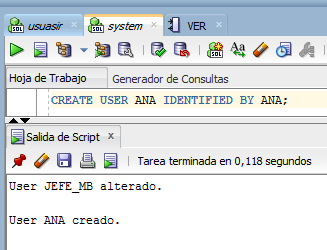 usuasir
system
VER
Hoja de Trabajo
Generador de Consultas
CREATE USER ANA IDENTIFIED BY ANA;
Salida de Script
Tarea terminada en 0,118 segundos
User JEFE_MB alterado.
User ANA creado.